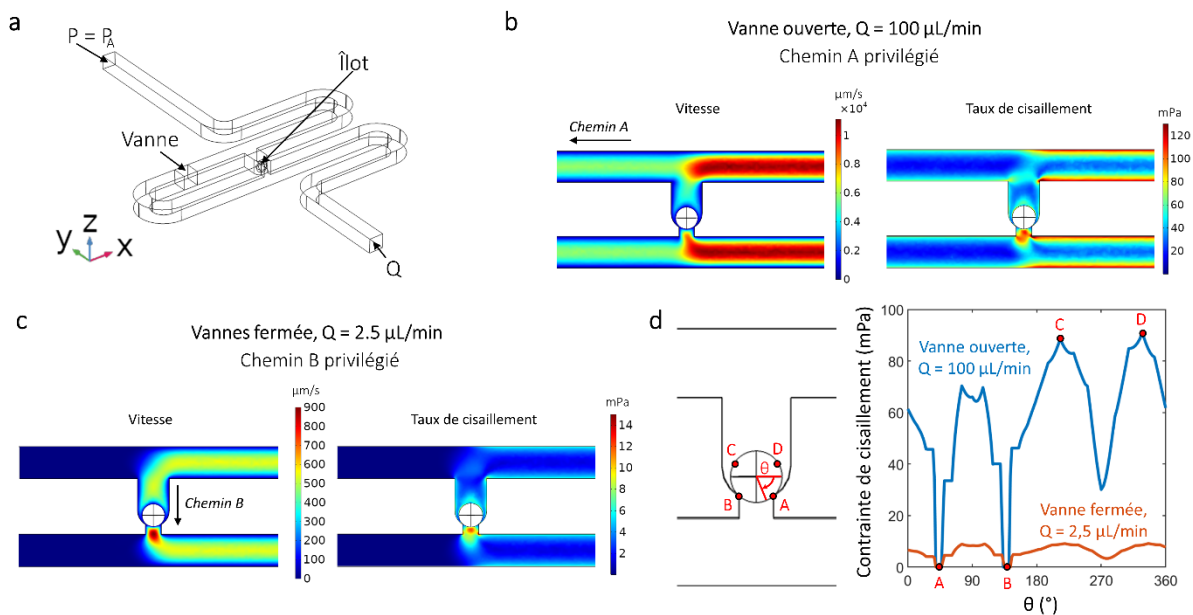 a
P = PA
Îlot
Vanne
z
y
x
Q
b
Vanne ouverte, Q = 100 µL/min
Chemin A privilégié
Vitesse
µm/s
×10⁴
Chemin A
1
0.8
0.6
0.4
0.2
0
Taux de cisaillement
mPa
120
100
80
60
40
20
c
Vannes fermée, Q = 2.5 µL/min
Chemin B privilégié
Vitesse
µm/s
900
800
700
600
500
400
300
200
100
0
Chemin B
Taux de cisaillement
mPa
14
12
10
8
6
4
2
d
C
D
θ
B
A
Contrainte de cisaillement (mPa)
100
80
60
40
20
0
C
D
Vanne ouverte,
Q = 100 µL/min
Vanne fermée,
Q = 2,5 µL/min
A
B
0
90
180
270
360
θ (°)